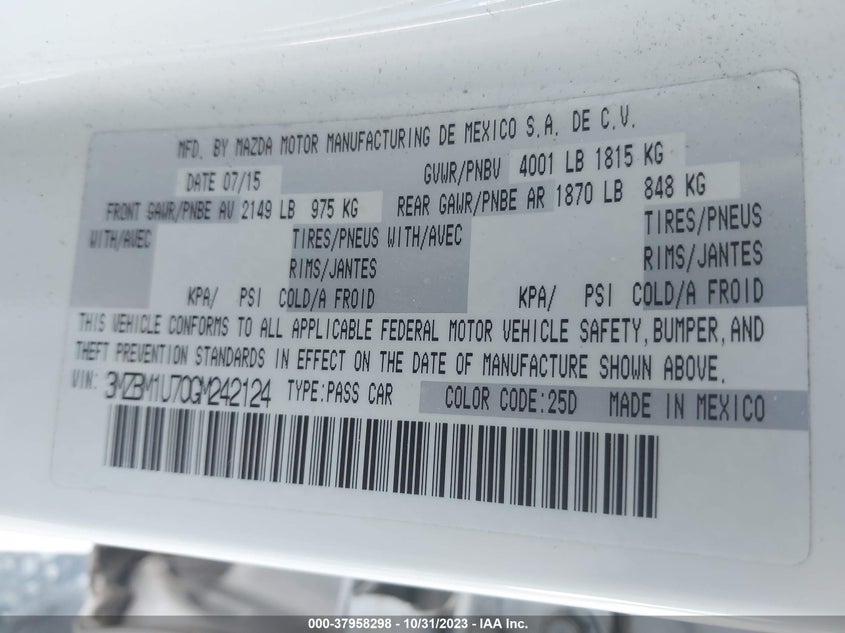 MFD. BY MAZDA MOTOR MANUFACTURING DE MEXICO S.A. DE C.V.
DATE 07/15 GVWR/PNBV 4001 LB 1815 KG
FRONT GAWR/PNBE AV 2149 LB 975 KG REAR GAWR/PNBE AR 1870 LB 848 KG
WITH/AVEC TIRES/PNEUS WITH/AVEC TIRES/PNEUS
RIMS/JANTES RIMS/JANTES
KPA/ PSI COLD/A FROID KPA/ PSI COLD/A FROID
THIS VEHICLE CONFORMS TO ALL APPLICABLE FEDERAL MOTOR VEHICLE SAFETY, BUMPER, AND
THEFT PREVENTION STANDARDS IN EFFECT ON THE DATE OF MANUFACTURE SHOWN ABOVE.
VIN: 3MZBM1U70GM242124 TYPE:PASS CAR COLOR CODE:25D MADE IN MEXICO
000-37958298 - 10/31/2023 - IAA Inc.